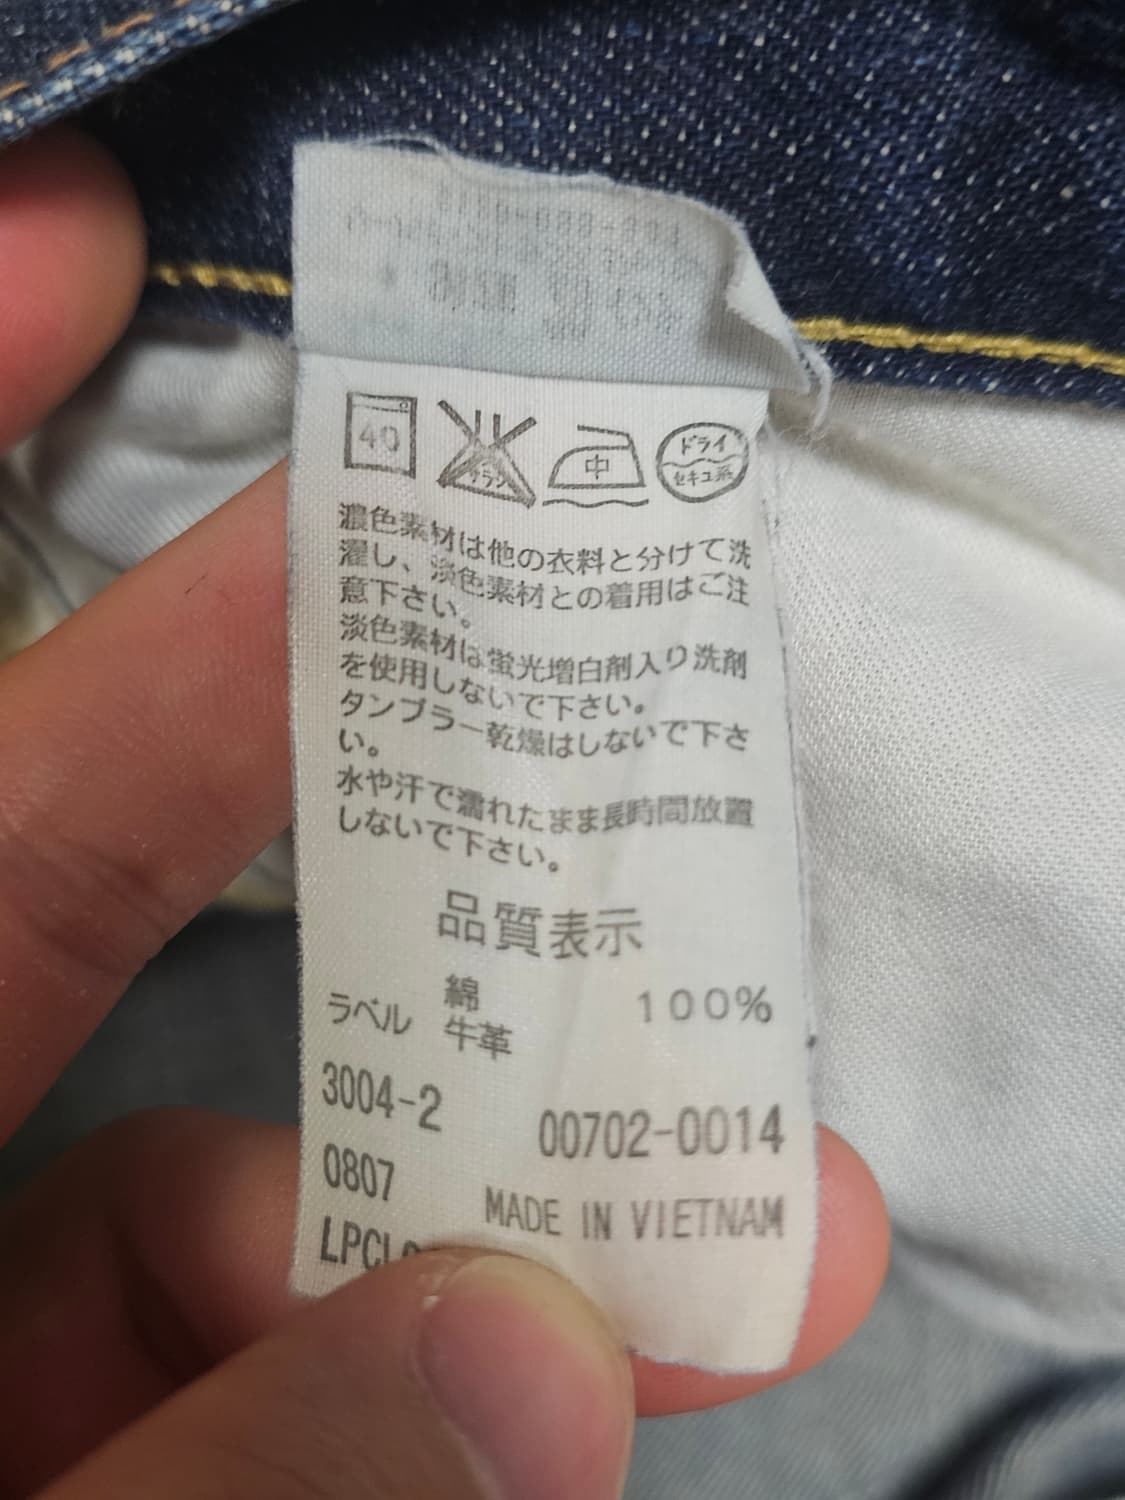 40
サラシ
中
ドライ
セキユ系
濃色素材は他の衣料と分けて洗
濯し、淡色素材との着用はご注
意下さい。
淡色素材は蛍光増白剤入り洗剤
を使用しないで下さい。
タンブラー乾燥はしないで下さ
い。
水や汗で濡れたまま長時間放置
しないで下さい。
品質表示
綿 100%
ラベル 牛革
3004-2
00702-0014
0807
MADE IN VIETNAM